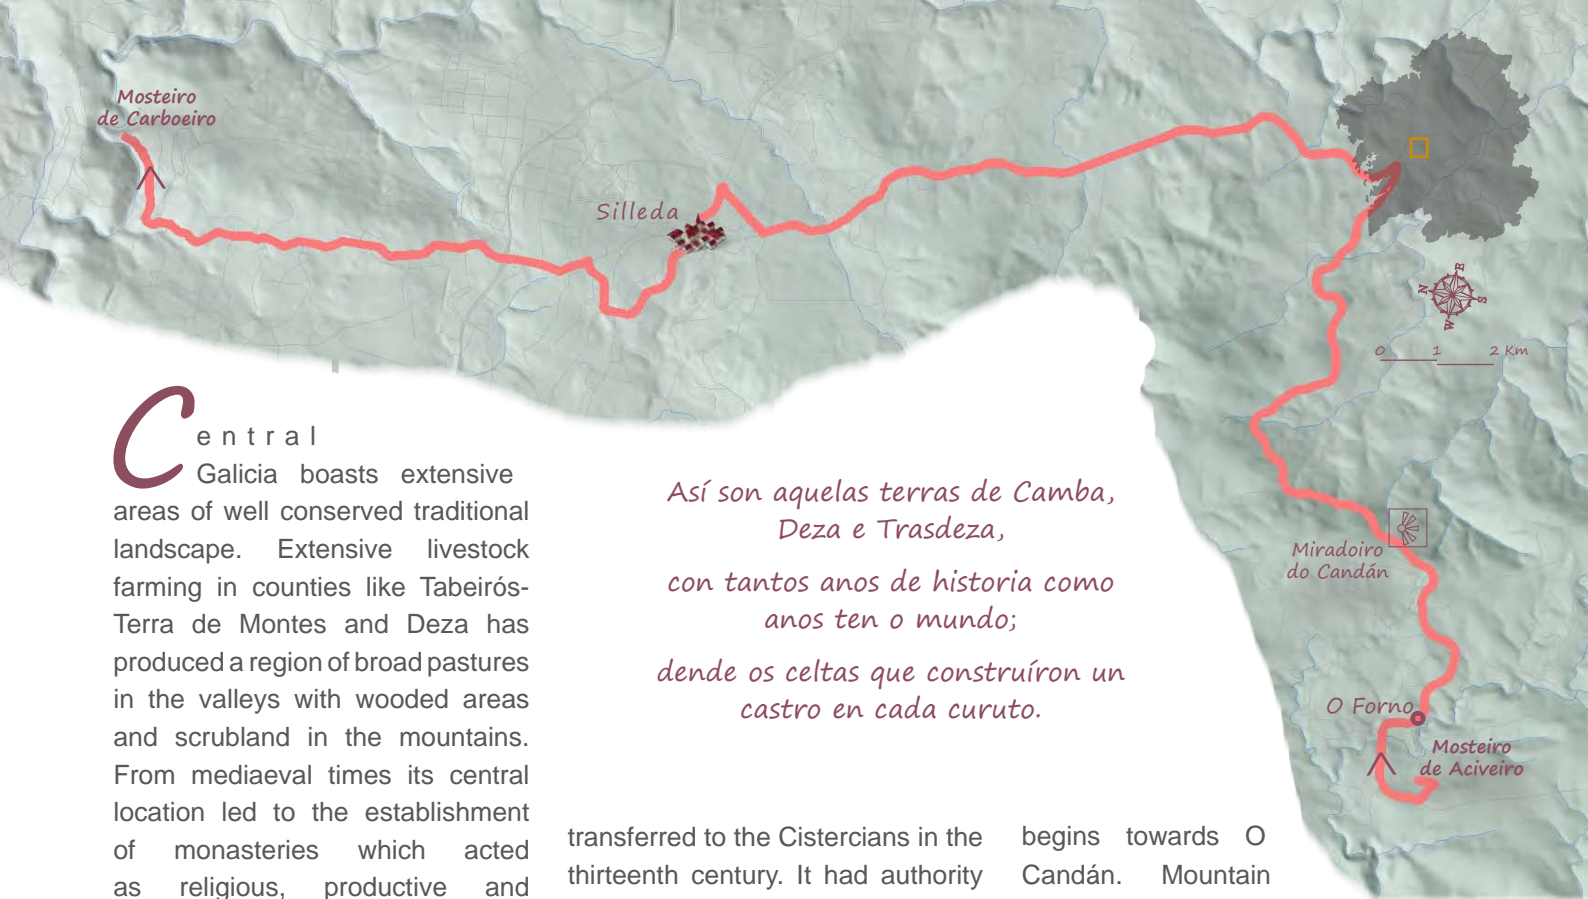 Mosteiro
de Carboeiro
Silleda
N
E
S
W
0 1 2 Km
Miradoiro
do Candán
O Forno
Mosteiro
de Aciveiro
Central
Galicia boasts extensive
areas of well conserved traditional
landscape. Extensive livestock
farming in counties like Tabeirós-
Terra de Montes and Deza has
produced a region of broad pastures
in the valleys with wooded areas
and scrubland in the mountains.
From mediaeval times its central
location led to the establishment
of monasteries which acted
as religious, productive and
Así son aquelas terras de Camba,
Deza e Trasdeza,
con tantos anos de historia como
anos ten o mundo;
dende os celtas que construíron un
castro en cada curuto.
transferred to the Cistercians in the
thirteenth century. It had authority
begins towards O
Candán. Mountain